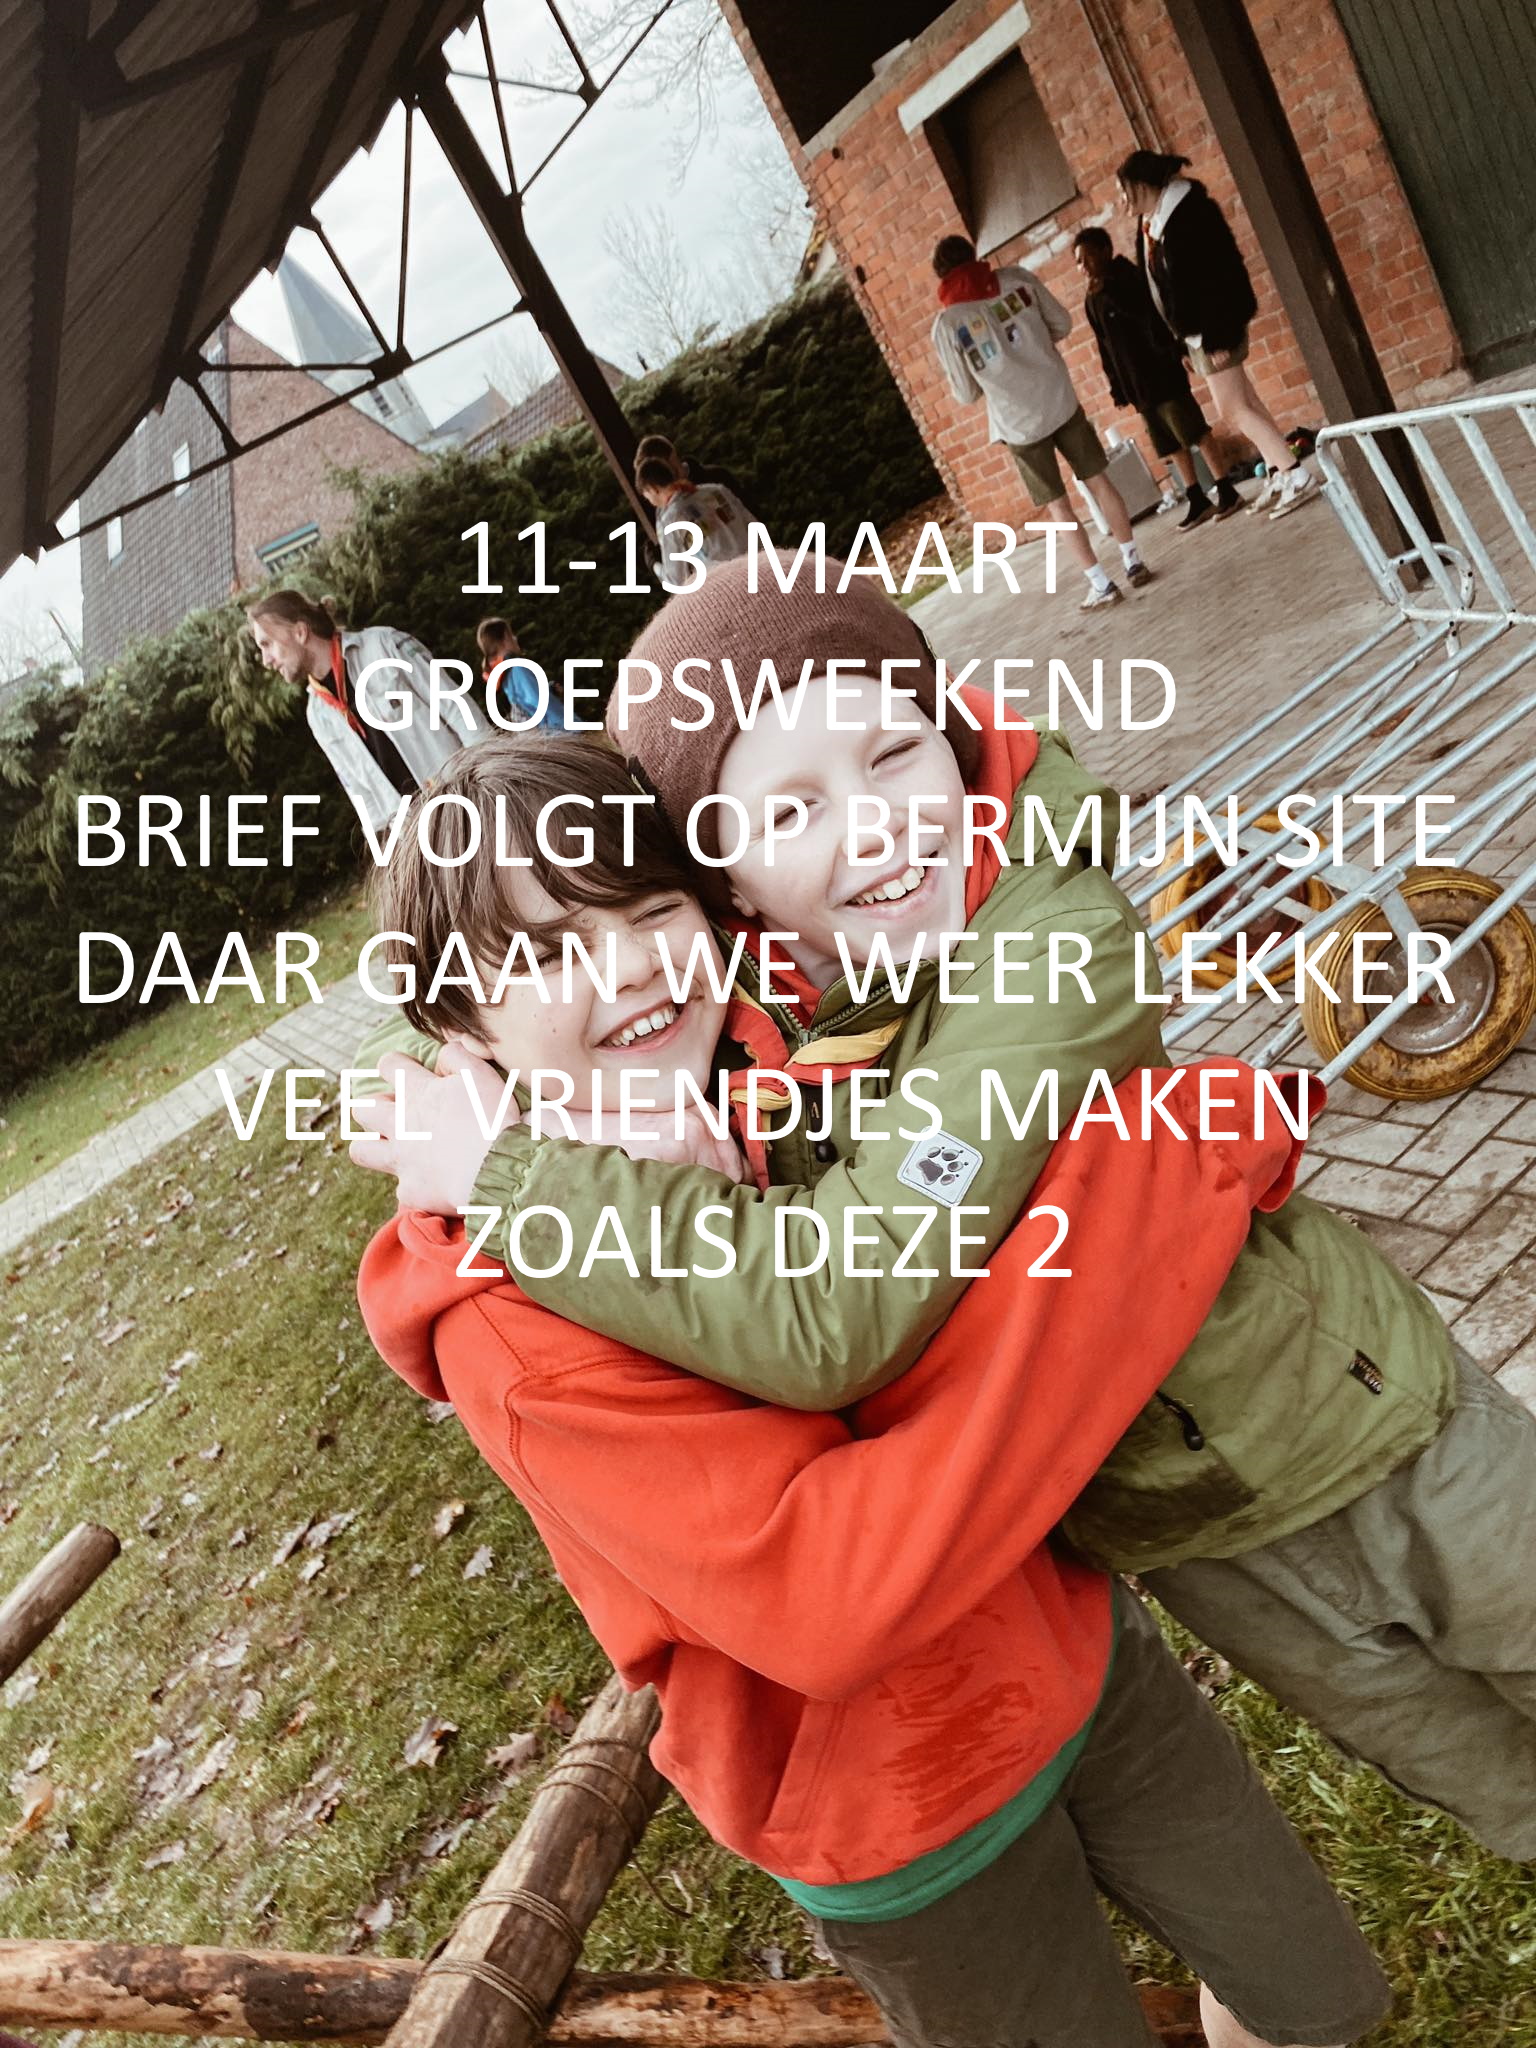 11-13 MAART
GROEPSWEEKEND
BRIEF VOLGT OP BERMIJN SITE
DAAR GAAN WE WEER LEKKER
VEEL VRIENDJES MAKEN
ZOALS DEZE 2